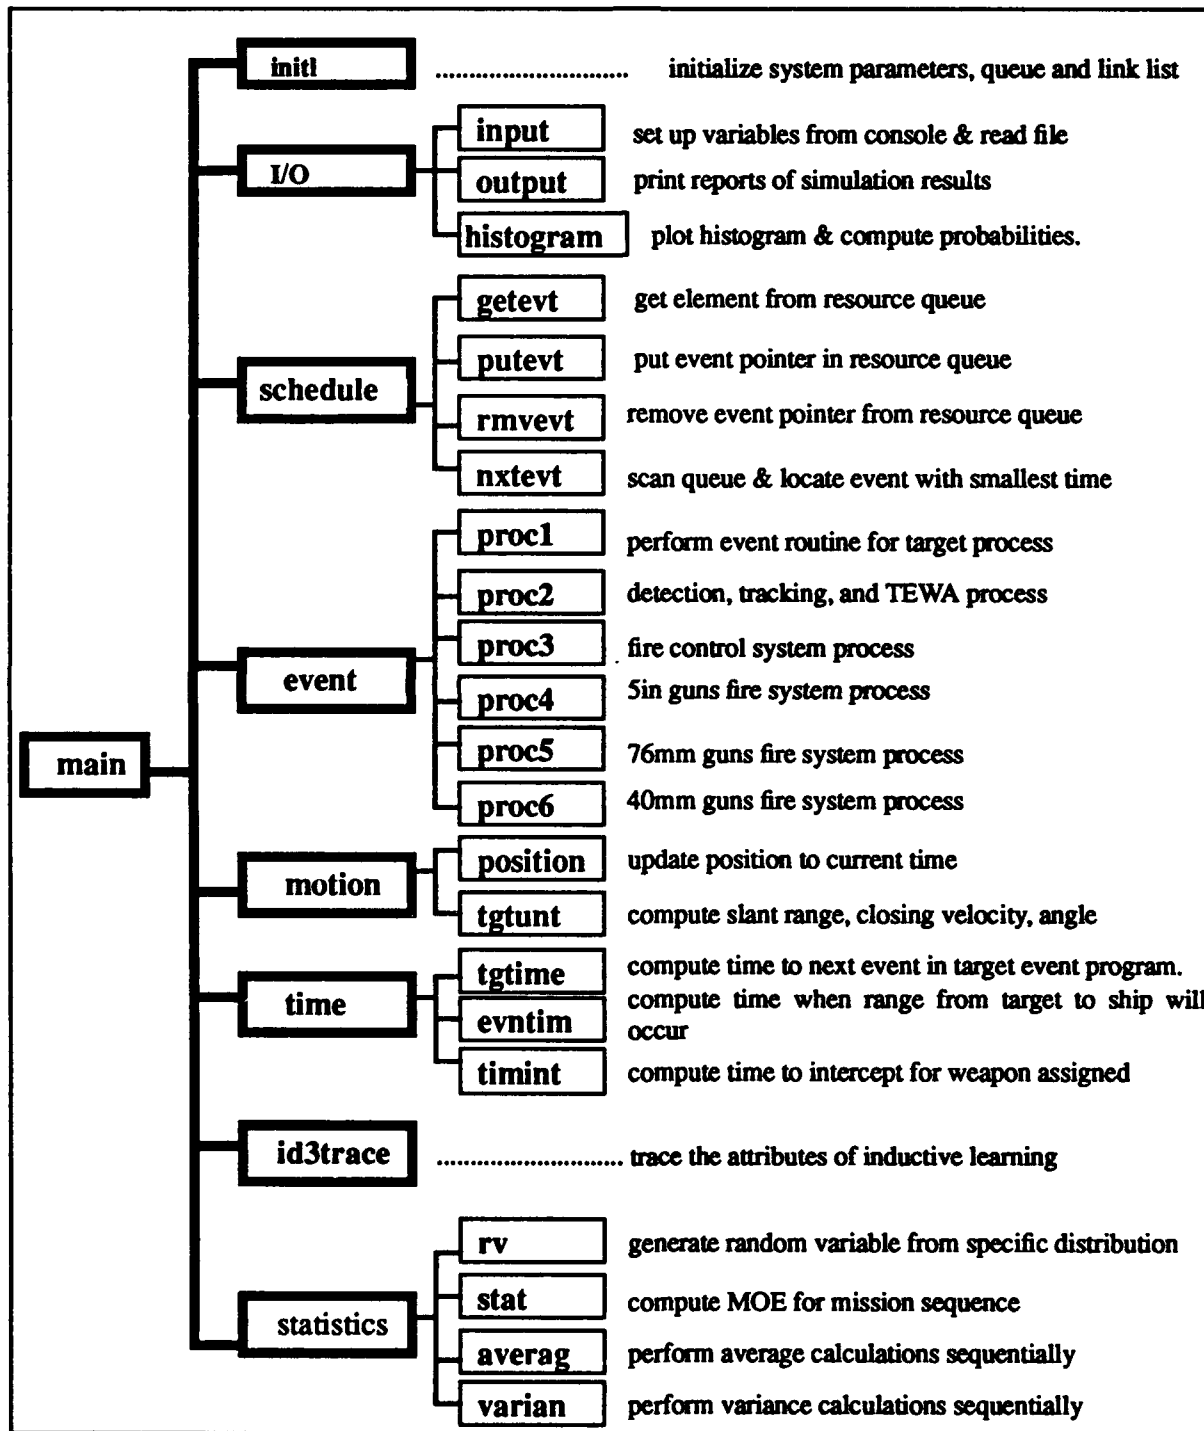 initl
.......................... initialize system parameters, queue and link list
I/O
input set up variables from console & read file
output print reports of simulation results
histogram plot histogram & compute probabilities.
schedule
getevt get element from resource queue
putevt put event pointer in resource queue
rmvevt remove event pointer from resource queue
nxtevt scan queue & locate event with smallest time
event
proc1 perform event routine for target process
proc2 detection, tracking, and TEWA process
proc3 fire control system process
proc4 5in guns fire system process
proc5 76mm guns fire system process
proc6 40mm guns fire system process
main
motion
position update position to current time
tgtunt compute slant range, closing velocity, angle
time
tgtime compute time to next event in target event program.
evntim compute time when range from target to ship will
occur
timint compute time to intercept for weapon assigned
id3trace
.......................... trace the attributes of inductive learning
statistics
rv generate random variable from specific distribution
stat compute MOE for mission sequence
averag perform average calculations sequentially
varian perform variance calculations sequentially